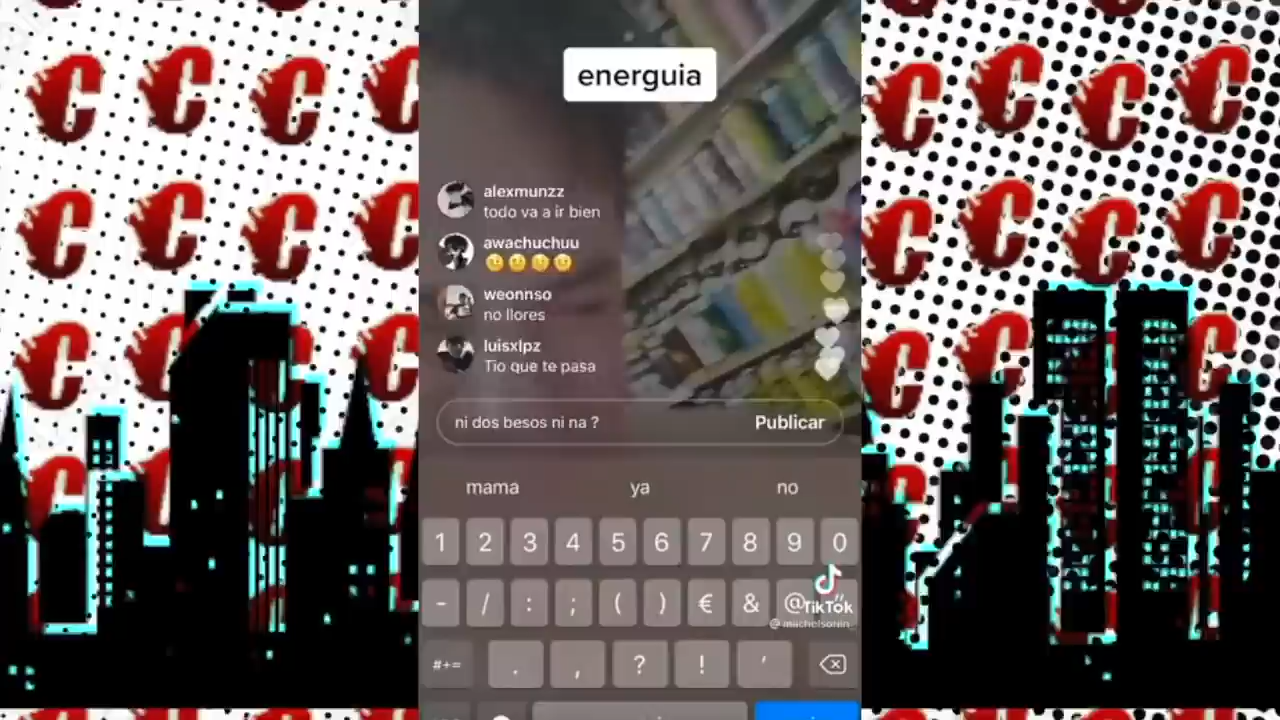 energuia
alexmunzz
todo va a ir bien
awachuchuu
weonnso
no llores
luisxlpz
Tio que te pasa
ni dos besos ni na ?
Publicar
mama ya no
1 2 3 4 5 6 7 8 9 0
- / : ; ( ) € & @
TikTok
#+= . , ? ! '